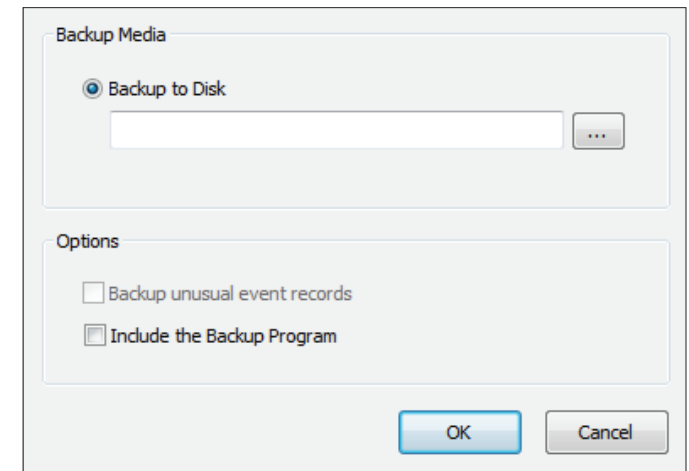 Backup Media
Backup to Disk
...
Options
Backup unusual event records
Include the Backup Program
OK Cancel